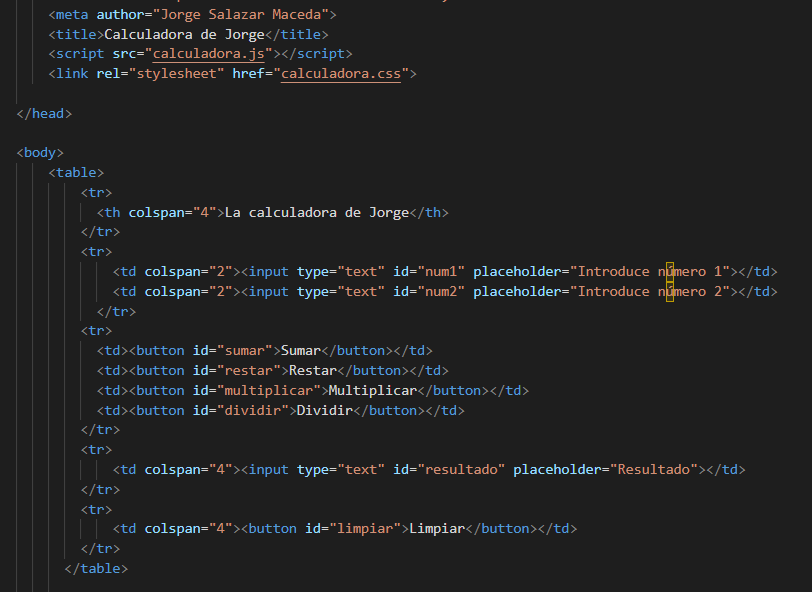 <meta author="Jorge Salazar Maceda">
<title>Calculadora de Jorge</title>
<script src="calculadora.js"></script>
<link rel="stylesheet" href="calculadora.css">
</head>
<body>
<table>
<tr>
<th colspan="4">La calculadora de Jorge</th>
</tr>
<tr>
<td colspan="2"><input type="text" id="num1" placeholder="Introduce número 1"></td>
<td colspan="2"><input type="text" id="num2" placeholder="Introduce número 2"></td>
</tr>
<tr>
<td><button id="sumar">Sumar</button></td>
<td><button id="restar">Restar</button></td>
<td><button id="multiplicar">Multiplicar</button></td>
<td><button id="dividir">Dividir</button></td>
</tr>
<tr>
<td colspan="4"><input type="text" id="resultado" placeholder="Resultado"></td>
</tr>
<tr>
<td colspan="4"><button id="limpiar">Limpiar</button></td>
</tr>
</table>